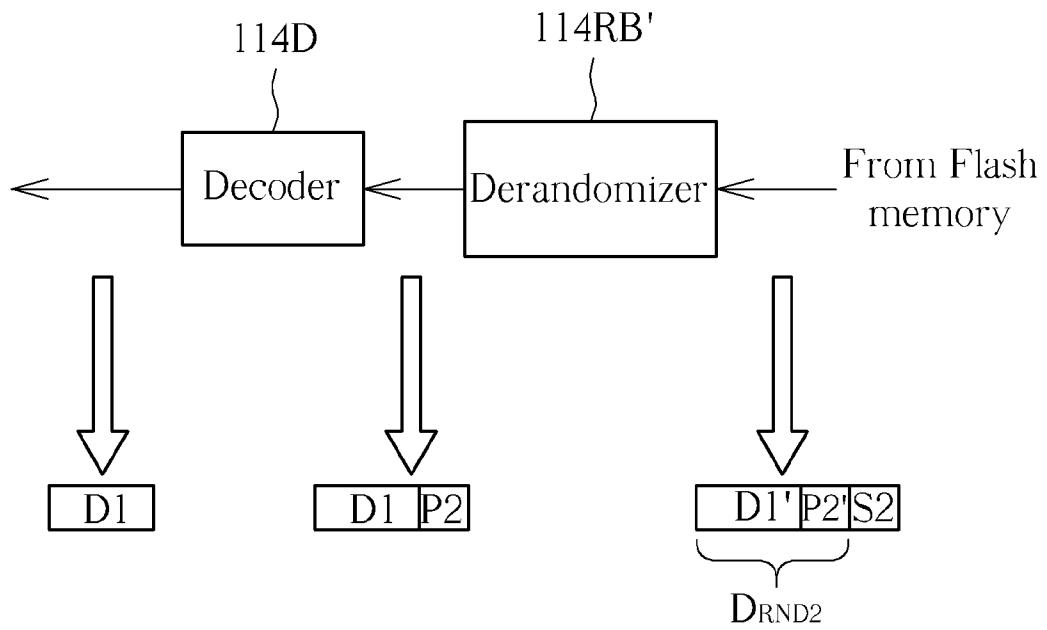 114D
114RB'
Decoder
Derandomizer
From Flash
memory
D1
D1 P2
D1' P2' S2
DRND2